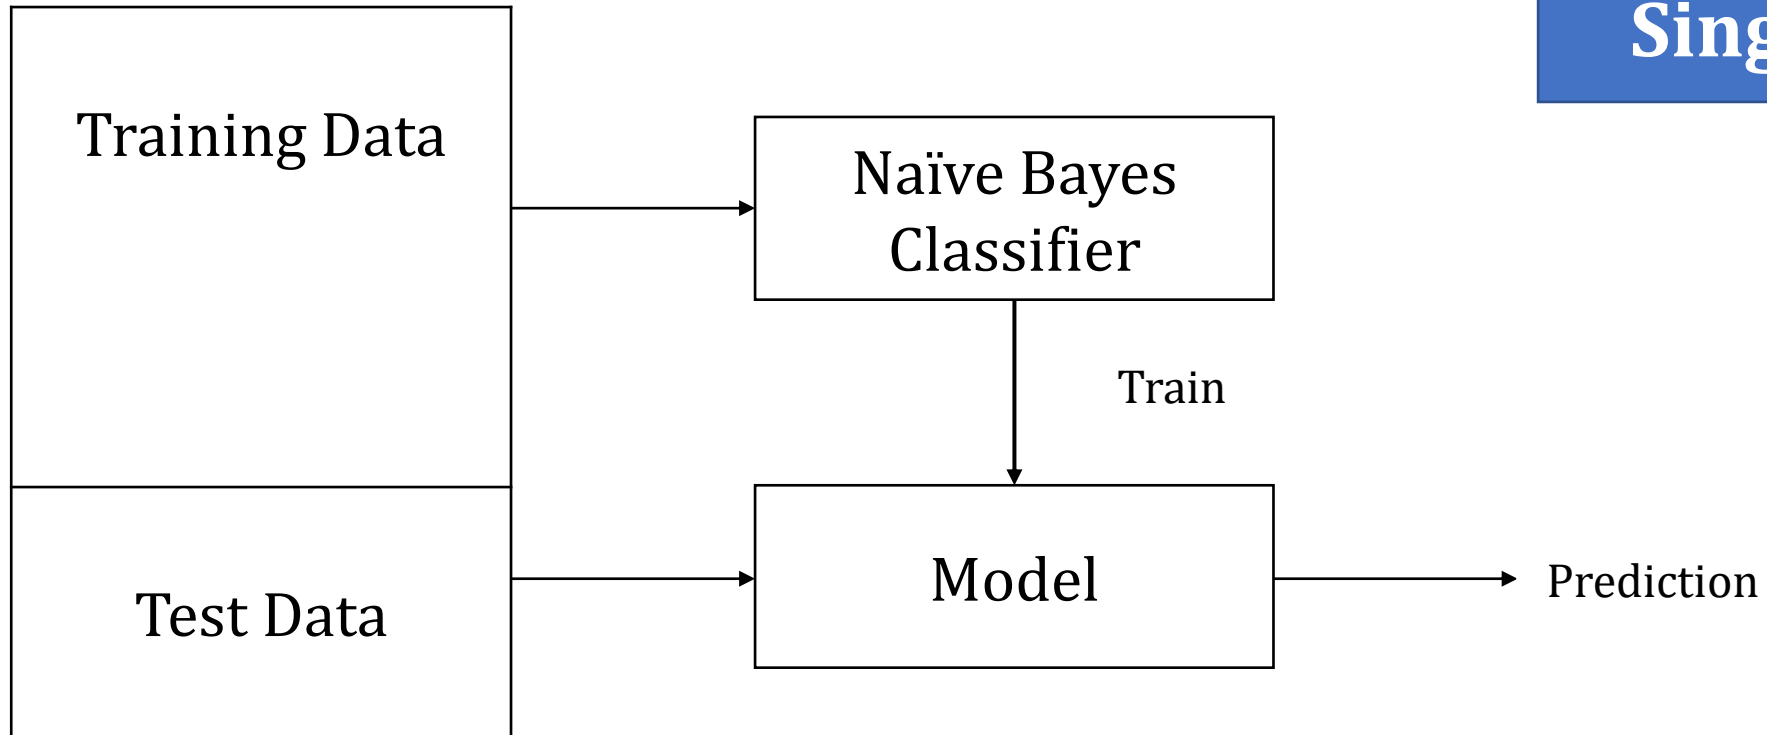 Training Data
Naïve Bayes
Classifier
Train
Test Data
Model
Prediction